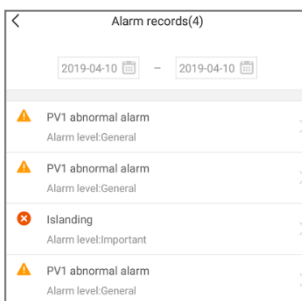 Alarm records(4)
2019-04-10 – 2019-04-10
PV1 abnormal alarm
Alarm level:General
PV1 abnormal alarm
Alarm level:General
Islanding
Alarm level:Important
PV1 abnormal alarm
Alarm level:General